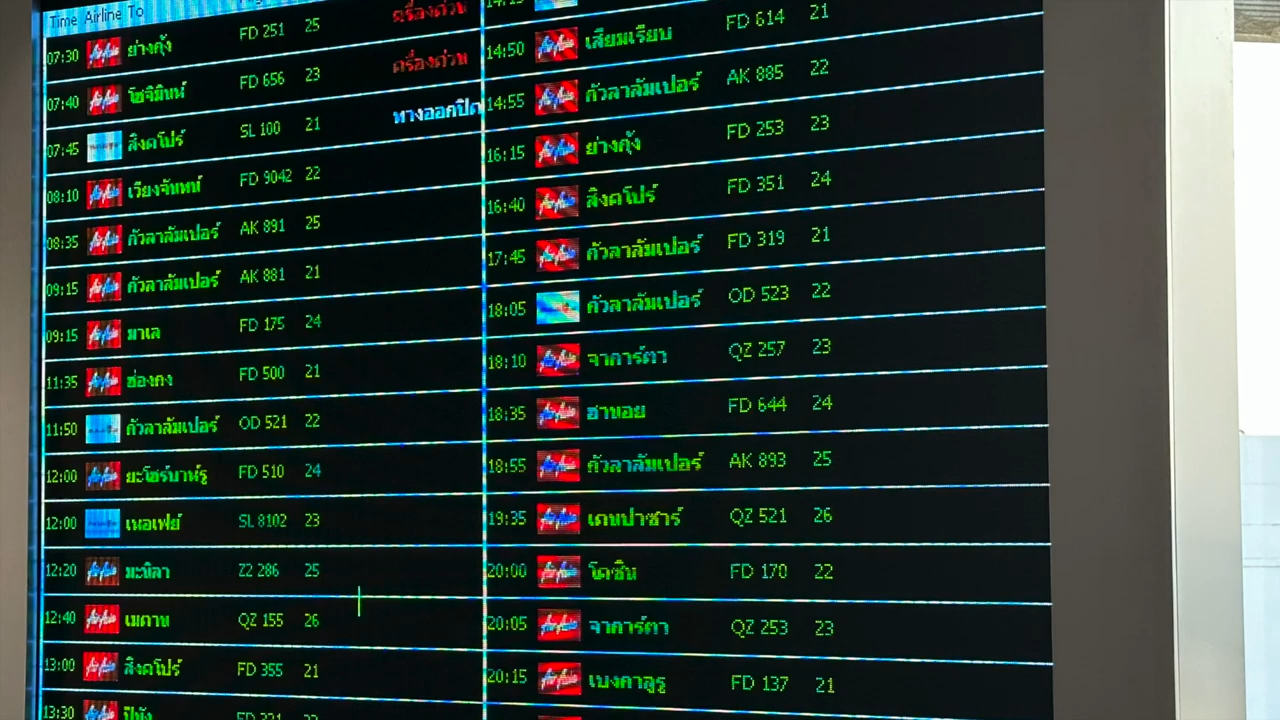 Time Airline To
07:30 ย่างกุ้ง FD 251 25 เครื่องด่วน
07:40 โฮจิมินห์ FD 656 23 เครื่องด่วน
07:45 สิงคโปร์ SL 100 21 ทางออกปิด
08:10 เวียงจันทน์ FD 9042 22
08:35 กัวลาลัมเปอร์ AK 891 25
09:15 กัวลาลัมเปอร์ AK 881 21
09:15 มาเล FD 175 24
11:35 ฮ่องกง FD 500 21
11:50 กัวลาลัมเปอร์ OD 521 22
12:00 ยะโฮร์บาห์รู FD 510 24
12:00 เหอเฟย์ SL 8102 23
12:20 มะนิลา Z2 286 25
12:40 เมดาน QZ 155 26
13:00 สิงคโปร์ FD 355 21
13:30 ปีนัง
14:50 เสียมเรียบ FD 614 21
14:55 กัวลาลัมเปอร์ AK 885 22
16:15 ย่างกุ้ง FD 253 23
16:40 สิงคโปร์ FD 351 24
17:45 กัวลาลัมเปอร์ FD 319 21
18:05 กัวลาลัมเปอร์ OD 523 22
18:10 จาการ์ตา QZ 257 23
18:35 ฮานอย FD 644 24
18:55 กัวลาลัมเปอร์ AK 893 25
19:35 เดนปาซาร์ QZ 521 26
20:00 โคชิน FD 170 22
20:05 จาการ์ตา QZ 253 23
20:15 เบงคาลูรู FD 137 21